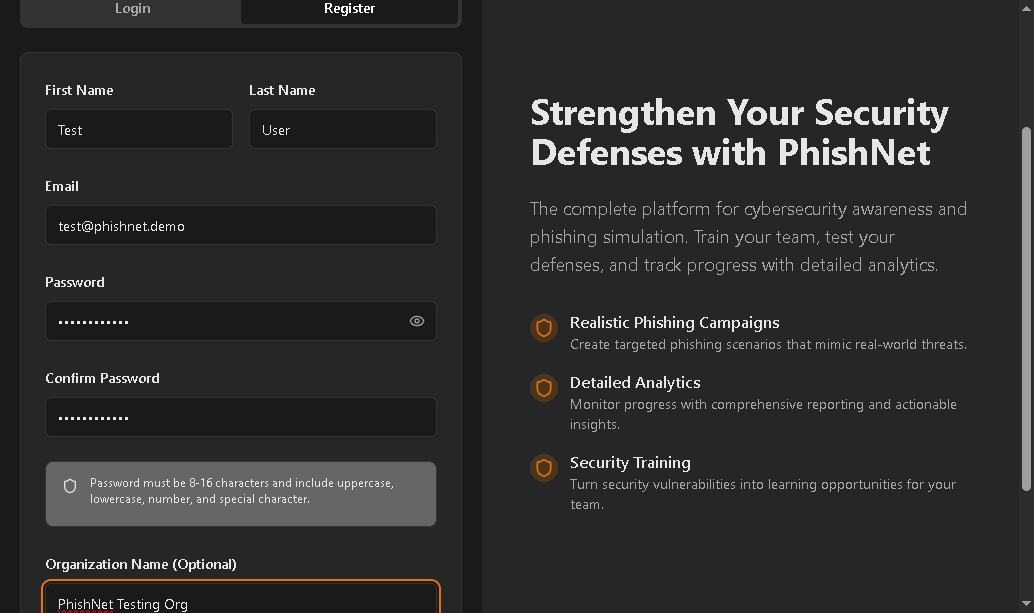 Login
Register
First Name
Last Name
Test
User
Email
test@phishnet.demo
Password
••••••••••••
Confirm Password
••••••••••••
Password must be 8-16 characters and include uppercase,
lowercase, number, and special character.
Organization Name (Optional)
PhishNet Testing Org
Strengthen Your Security
Defenses with PhishNet
The complete platform for cybersecurity awareness and
phishing simulation. Train your team, test your
defenses, and track progress with detailed analytics.
Realistic Phishing Campaigns
Create targeted phishing scenarios that mimic real-world threats.
Detailed Analytics
Monitor progress with comprehensive reporting and actionable
insights.
Security Training
Turn security vulnerabilities into learning opportunities for your
team.